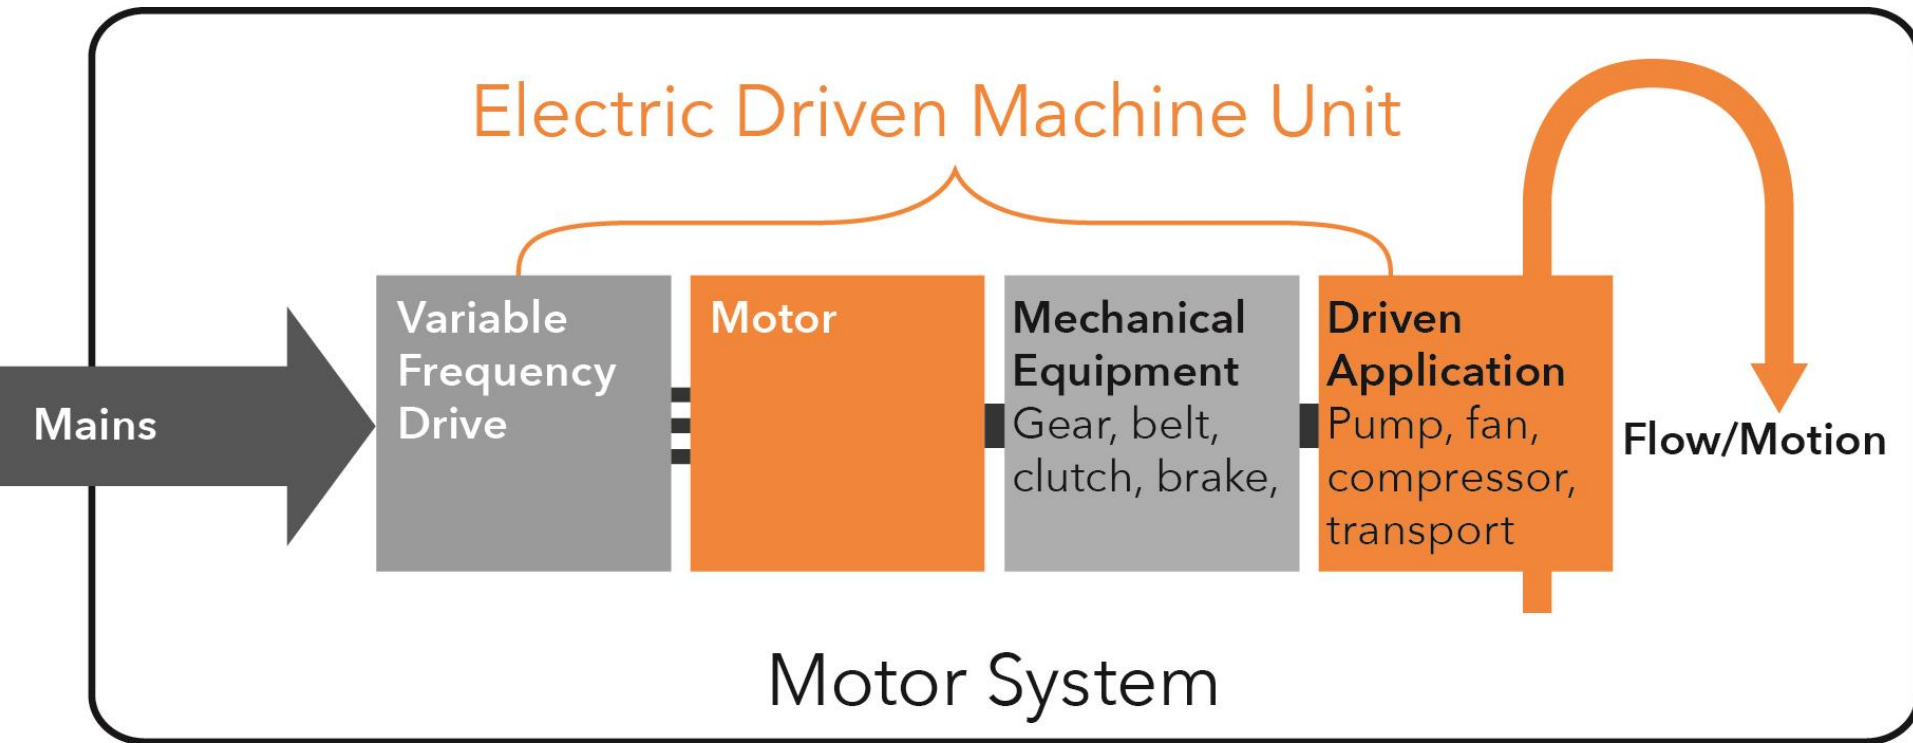 Electric Driven Machine Unit
Mains
Variable
Frequency
Drive
Motor
Mechanical
Equipment
Gear, belt,
clutch, brake,
Driven
Application
Pump, fan,
compressor,
transport
Flow/Motion
Motor System